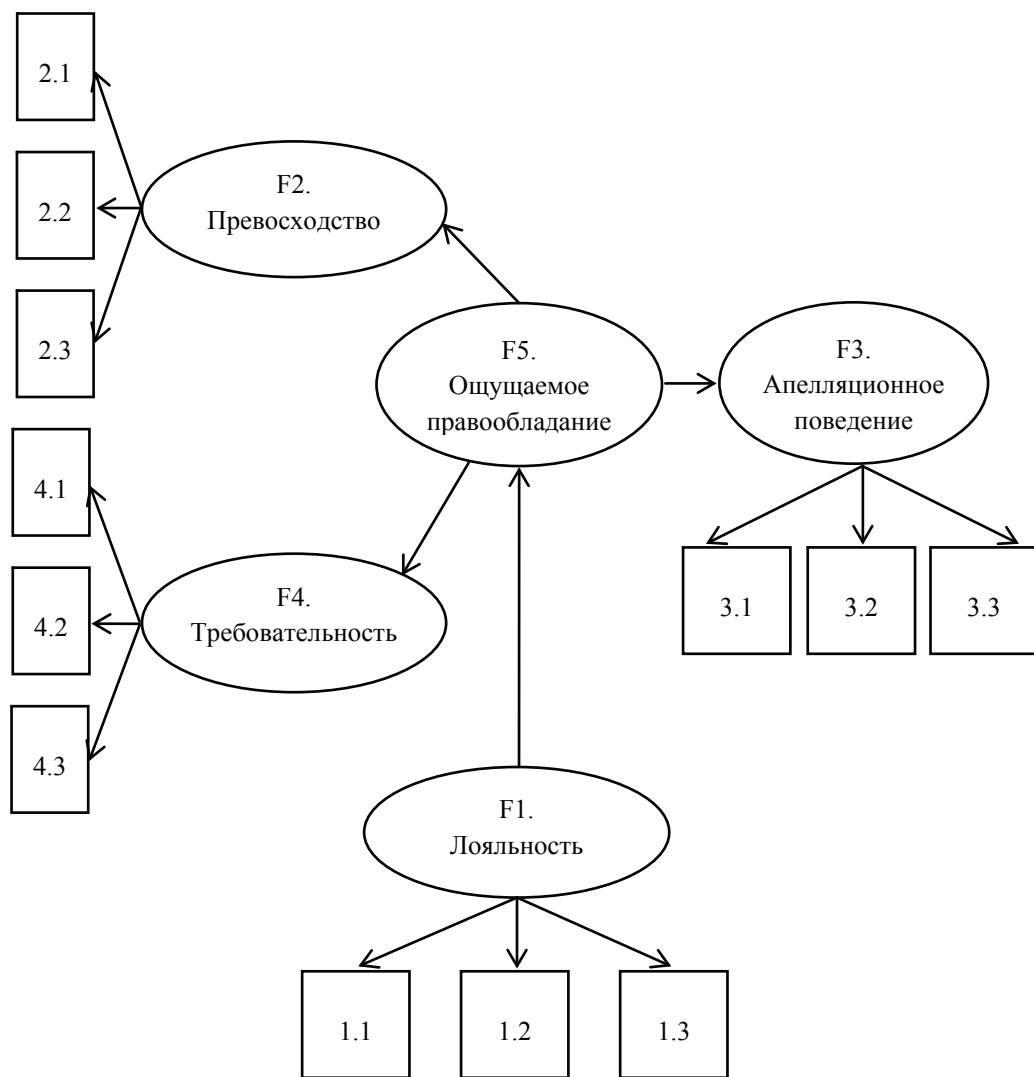 2.1
2.2
2.3
F2.
Превосходство
F5.
Ощущаемое
правообладание
F3.
Апелляционное
поведение
4.1
4.2
4.3
F4.
Требовательность
3.1
3.2
3.3
F1.
Лояльность
1.1
1.2
1.3